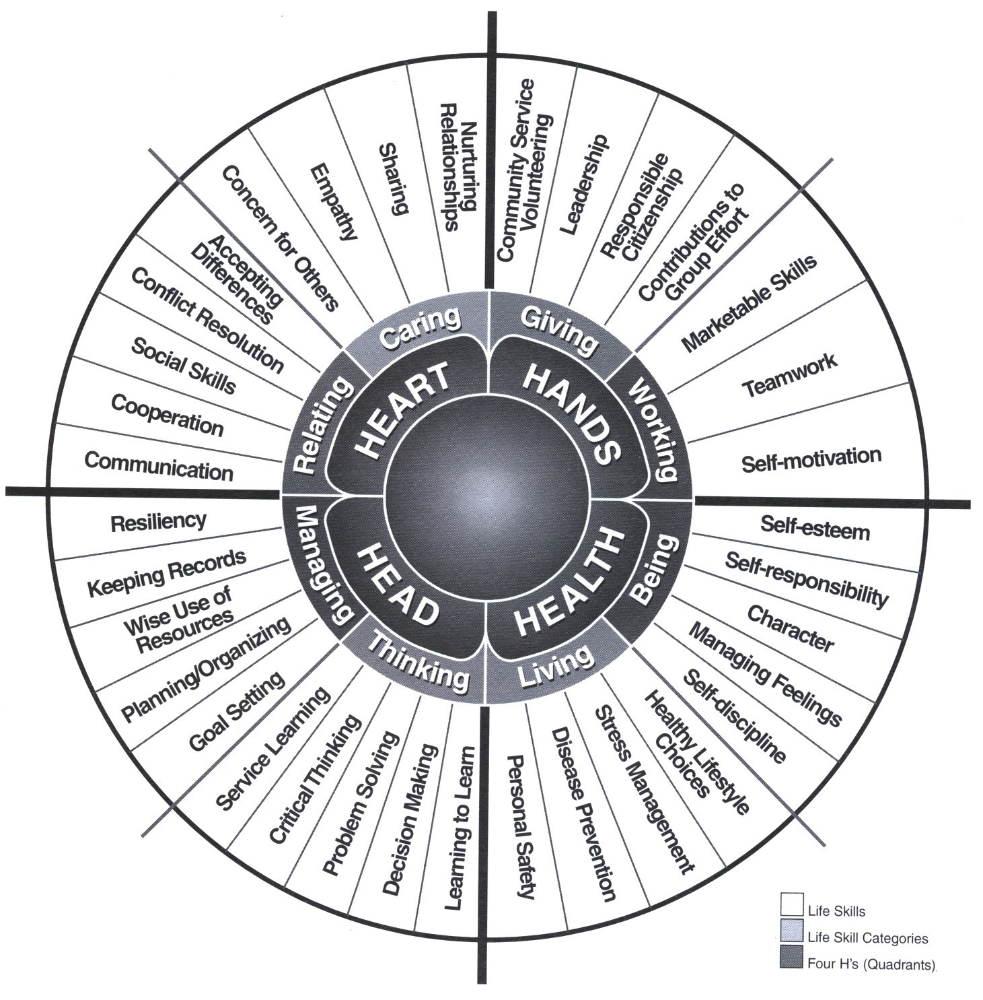 Nurturing
Relationships
Sharing
Empathy
Concern for Others
Community Service
Volunteering
Leadership
Responsible
Citizenship
Contributions to
Group Effort
Marketable Skills
Teamwork
Self-motivation
Accepting
Differences
Conflict Resolution
Social Skills
Cooperation
Communication
Caring
Giving
Relating
Working
HEART
HANDS
HEAD
HEALTH
Managing
Being
Thinking
Living
Resiliency
Keeping Records
Wise Use of
Resources
Planning/Organizing
Goal Setting
Service Learning
Critical Thinking
Problem Solving
Decision Making
Learning to Learn
Self-esteem
Self-responsibility
Character
Managing Feelings
Self-discipline
Healthy Lifestyle
Choices
Stress Management
Disease Prevention
Personal Safety
Life Skills
Life Skill Categories
Four H's (Quadrants)